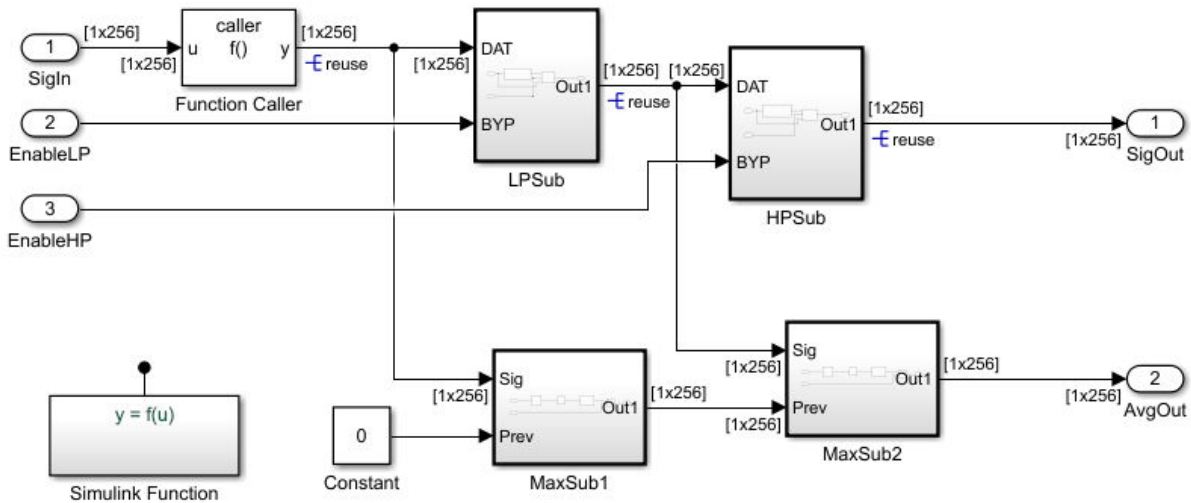 [1x256]
1
SigIn
[1x256]
caller
f()
u
y
Function Caller
[1x256]
reuse
[1x256]
DAT
BYP
Out1
LPSub
[1x256]
reuse
[1x256]
DAT
BYP
Out1
HPSub
[1x256]
reuse
[1x256]
1
SigOut
2
EnableLP
3
EnableHP
y = f(u)
Simulink Function
0
Constant
[1x256]
Sig
Prev
Out1
MaxSub1
[1x256]
[1x256]
[1x256]
Sig
Prev
Out1
MaxSub2
[1x256]
[1x256]
2
AvgOut